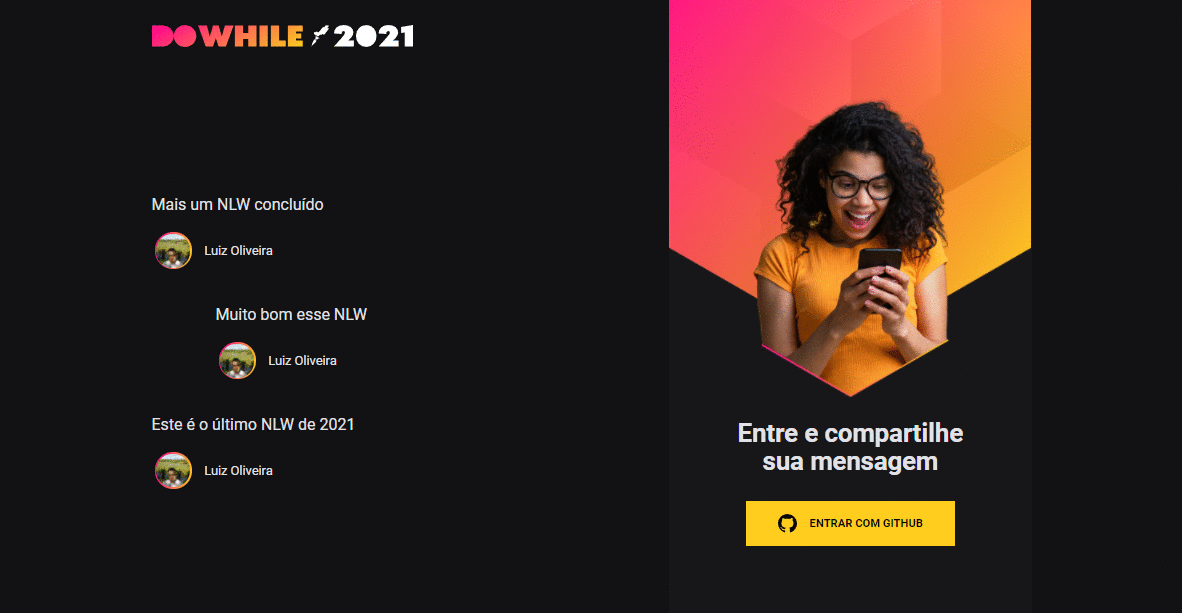 DOWHILE 2021
Mais um NLW concluído
Luiz Oliveira
Muito bom esse NLW
Luiz Oliveira
Este é o último NLW de 2021
Luiz Oliveira
Entre e compartilhe
sua mensagem
ENTRAR COM GITHUB